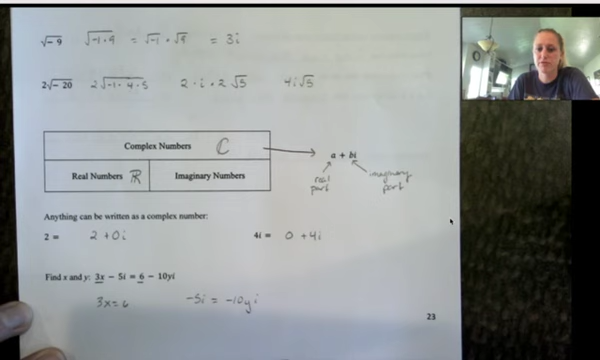 √-9 √-1·9 = √-1 · √9 = 3i
2√-20 2√-1·4·5 2·i·2√5 4i√5
Complex Numbers ℂ
a + bi
Real Numbers ℝ Imaginary Numbers
real part imaginary part
Anything can be written as a complex number:
2 = 2 + 0i 4i = 0 + 4i
Find x and y: 3x - 5i = 6 - 10yi
3x = 6 -5i = -10yi
23